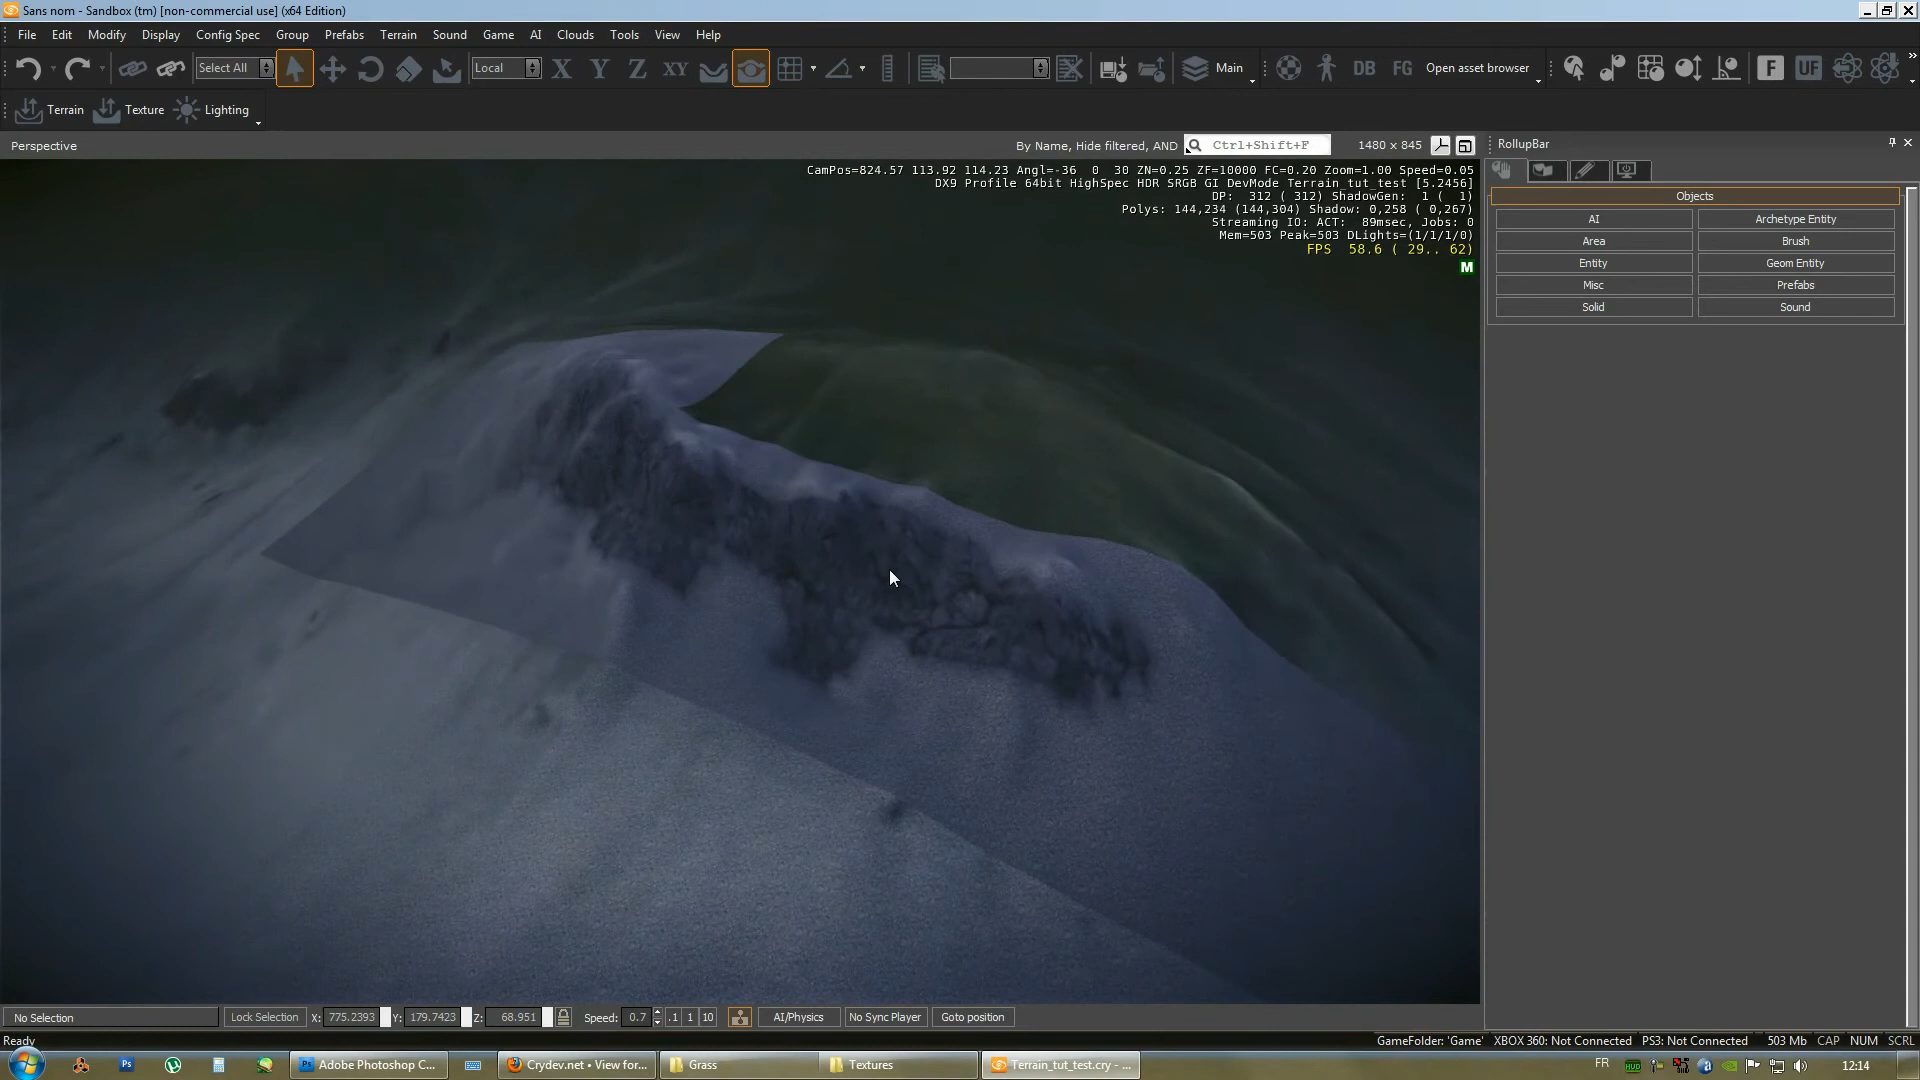 Sans nom - Sandbox (tm) [non-commercial use] (x64 Edition)
File Edit Modify Display Config Spec Group Prefabs Terrain Sound Game AI Clouds Tools View Help
Select All Local X Y Z XY Main DB FG Open asset browser F UF
Terrain Texture Lighting
Perspective By Name, Hide filtered, AND Ctrl+Shift+F 1480 x 845 RollupBar
CamPos=824.57 113.92 114.23 Angl=-36 0 30 ZN=0.25 ZF=10000 FC=0.20 Zoom=1.00 Speed=0.05
DX9 Profile 64bit HighSpec HDR SRGB GI DevMode Terrain_tut_test [5.2456]
DP: 312 ( 312) ShadowGen: 1 ( 1)
Polys: 144,234 (144,304) Shadow: 0,258 ( 0,267)
Streaming IO: ACT: 89msec, Jobs: 0
Mem=503 Peak=503 DLights=(1/1/1/0)
FPS 58.6 ( 29.. 62)
M
Objects
AI Archetype Entity
Area Brush
Entity Geom Entity
Misc Prefabs
Solid Sound
No Selection Lock Selection X: 775.2393 Y: 179.7423 Z: 68.951 Speed: 0.7 .1 1 10 AI/Physics No Sync Player Goto position
Ready GameFolder: 'Game' XBOX 360: Not Connected PS3: Not Connected 503 Mb CAP NUM SCRL
Ps Ps Adobe Photoshop C... Crydev.net • View for... Grass Textures Terrain_tut_test.cry - ... FR 12:14